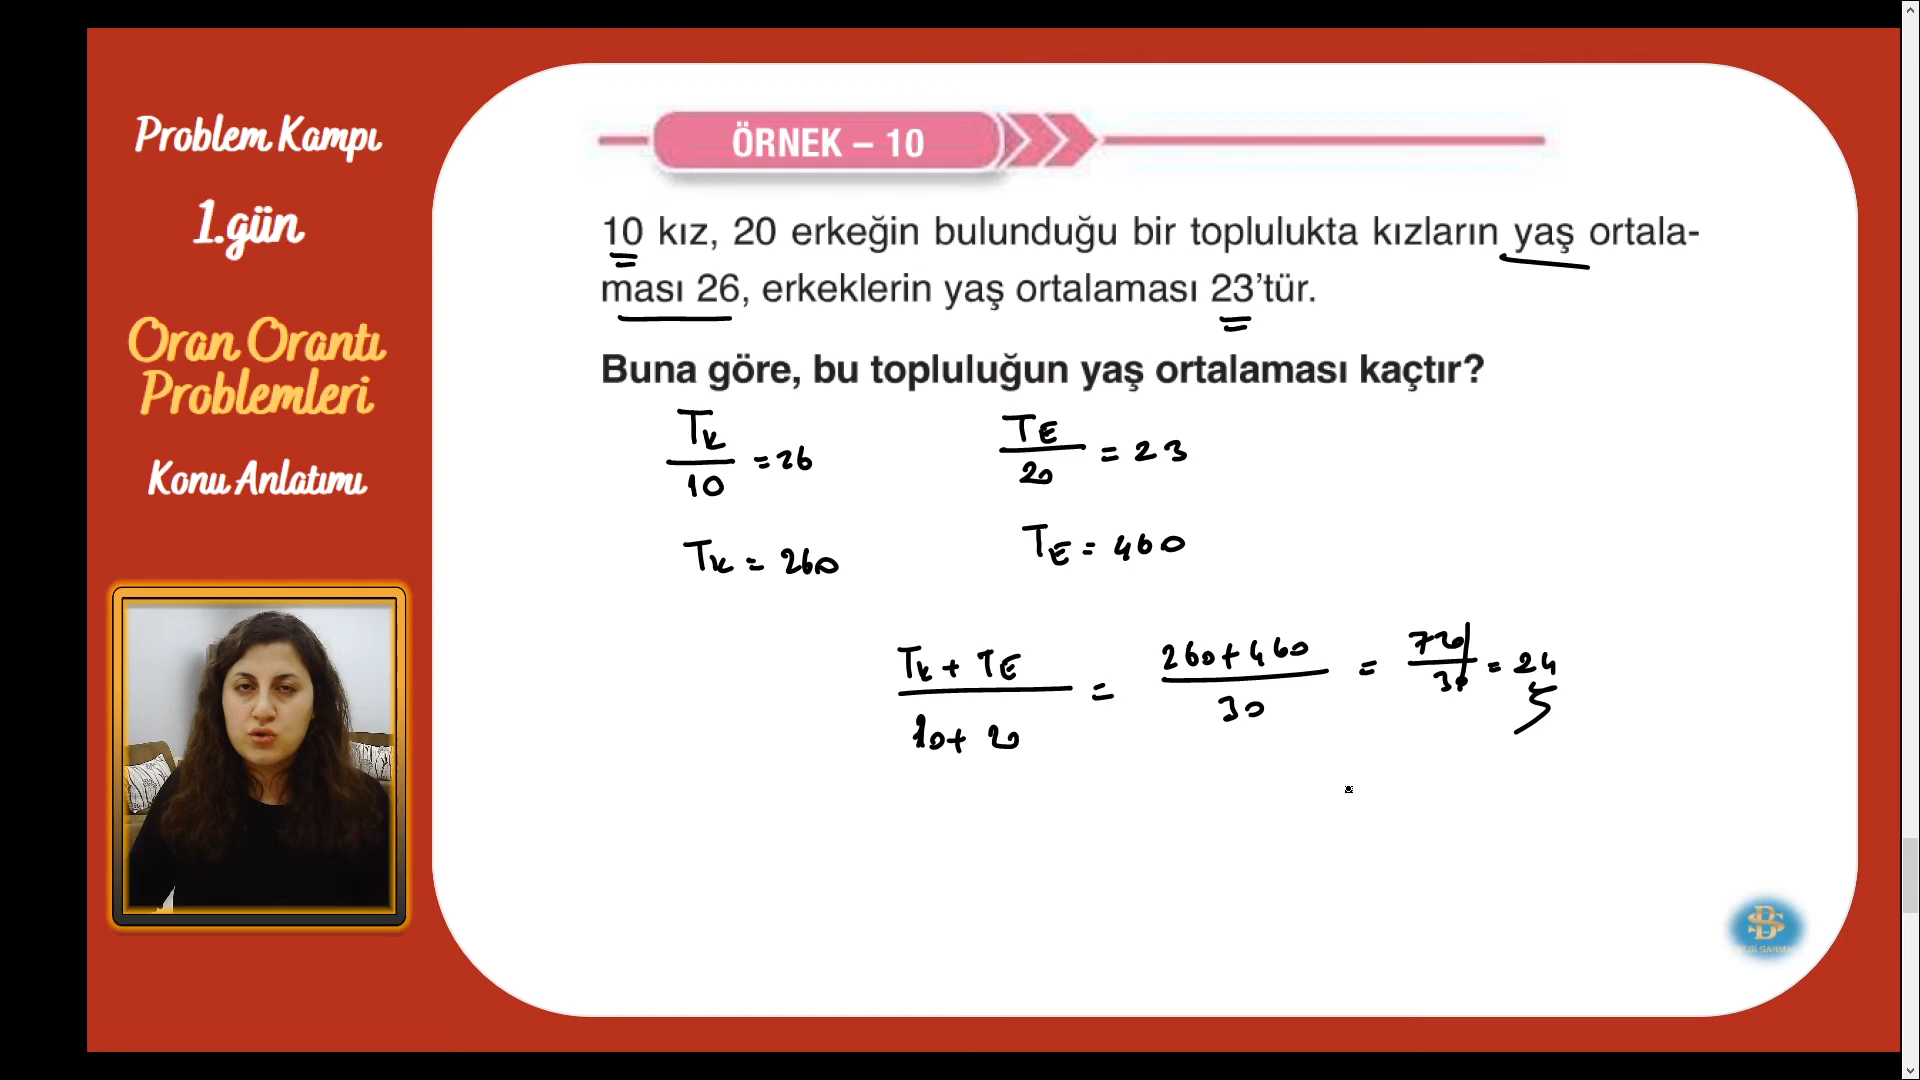 Problem Kampı
1.gün
Oran Orantı
Problemleri
Konu Anlatımı
ÖRNEK – 10
10 kız, 20 erkeğin bulunduğu bir toplulukta kızların yaş ortala-
ması 26, erkeklerin yaş ortalaması 23’tür.
Buna göre, bu topluluğun yaş ortalaması kaçtır?
TK/10 = 26
TE/20 = 23
TK = 260
TE = 460
TK + TE/10 + 20 = 260+460/30 = 720/30 = 24